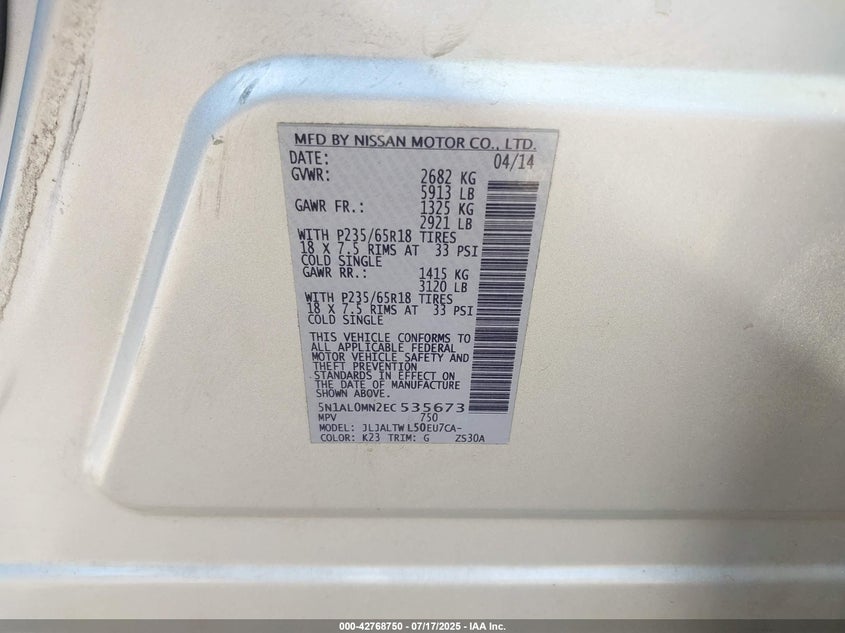 MFD BY NISSAN MOTOR CO., LTD.
DATE: 04/14
GVWR: 2682 KG
5913 LB
GAWR FR.: 1325 KG
2921 LB
WITH P235/65R18 TIRES
18 X 7.5 RIMS AT 33 PSI
COLD SINGLE
GAWR RR.: 1415 KG
3120 LB
WITH P235/65R18 TIRES
18 X 7.5 RIMS AT 33 PSI
COLD SINGLE
THIS VEHICLE CONFORMS TO
ALL APPLICABLE FEDERAL
MOTOR VEHICLE SAFETY AND
THEFT PREVENTION
STANDARDS IN EFFECT ON
THE DATE OF MANUFACTURE
SHOWN ABOVE.
5N1AL0MN2EC535673
MPV 750
MODEL: JLJALTWL50EU7CA-
COLOR: K23 TRIM: G ZS30A
000-42768750 - 07/17/2025 - IAA Inc.